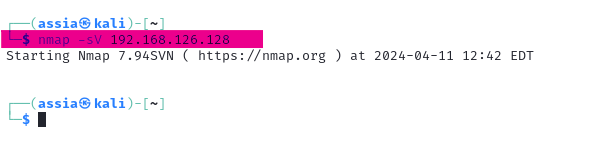 ┌──(assia㉿kali)-[~]
└─$ nmap -sV 192.168.126.128
Starting Nmap 7.94SVN ( https://nmap.org ) at 2024-04-11 12:42 EDT
┌──(assia㉿kali)-[~]
└─$